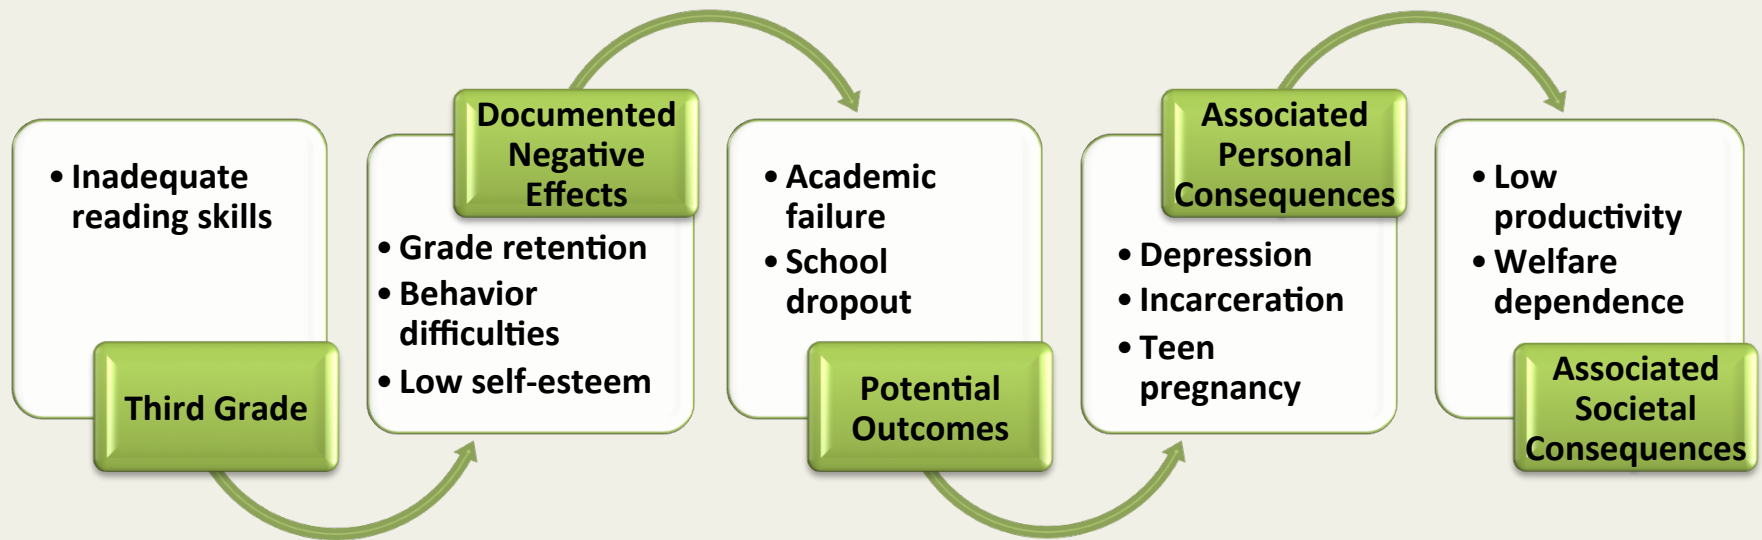 • Inadequate
reading skills
Third Grade
Documented
Negative
Effects
• Grade retention
• Behavior
difficulties
• Low self-esteem
• Academic
failure
• School
dropout
Potential
Outcomes
Associated
Personal
Consequences
• Depression
• Incarceration
• Teen
pregnancy
• Low
productivity
• Welfare
dependence
Associated
Societal
Consequences